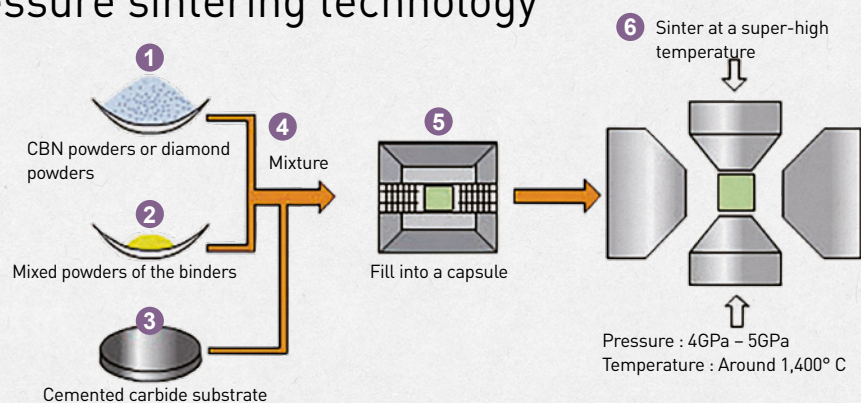 essure sintering technology
1
CBN powders or diamond
powders
2
Mixed powders of the binders
3
Cemented carbide substrate
4
Mixture
5
Fill into a capsule
6 Sinter at a super-high
temperature
Pressure : 4GPa – 5GPa
Temperature : Around 1,400° C